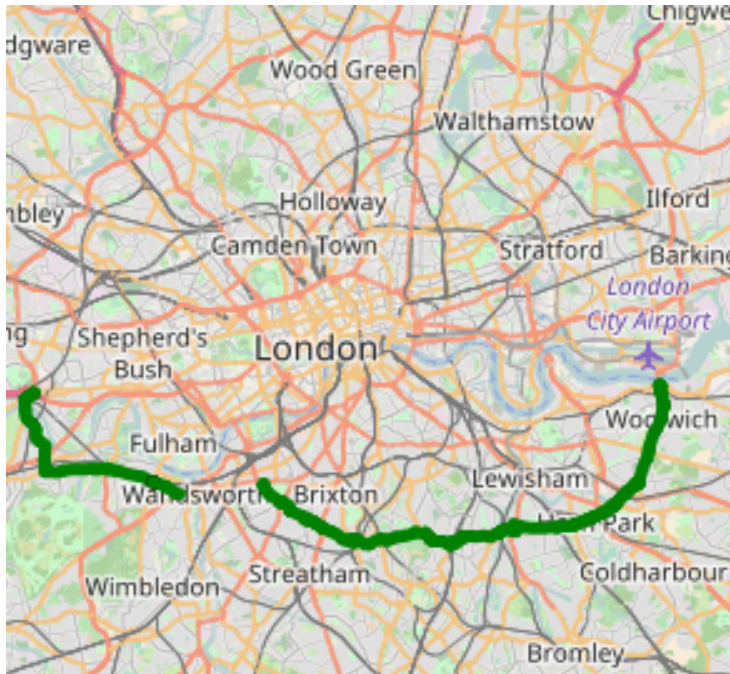 Chigwe
dgware
Wood Green
Walthamstow
Ilford
Holloway
mbley
Camden Town
Stratford
Barking
London
City Airport
ng
Shepherd's
Bush
London
Woolwich
Fulham
Lewisham
Wandsworth
Brixton
Park
Streatham
Coldharbour
Wimbledon
Bromley